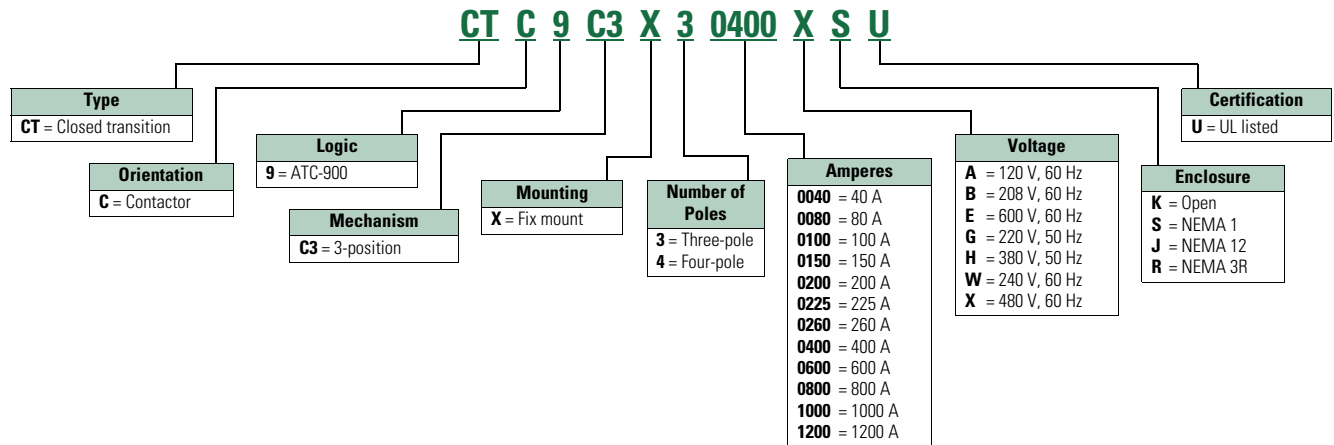 CT C 9 C3 X 3 0400 X S U
Type
CT = Closed transition
Orientation
C = Contactor
Logic
9 = ATC-900
Mechanism
C3 = 3-position
Mounting
X = Fix mount
Number of
Poles
3 = Three-pole
4 = Four-pole
Amperes
0040 = 40 A
0080 = 80 A
0100 = 100 A
0150 = 150 A
0200 = 200 A
0225 = 225 A
0260 = 260 A
0400 = 400 A
0600 = 600 A
0800 = 800 A
1000 = 1000 A
1200 = 1200 A
Voltage
A = 120 V, 60 Hz
B = 208 V, 60 Hz
E = 600 V, 60 Hz
G = 220 V, 50 Hz
H = 380 V, 50 Hz
W = 240 V, 60 Hz
X = 480 V, 60 Hz
Enclosure
K = Open
S = NEMA 1
J = NEMA 12
R = NEMA 3R
Certification
U = UL listed